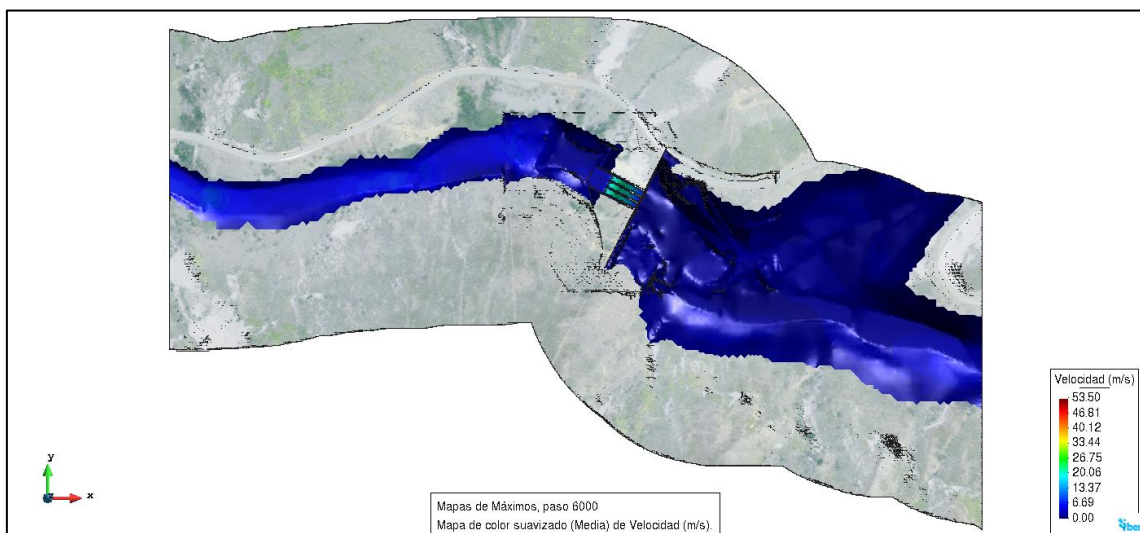 Velocidad (m/s)
53.50
46.81
40.12
33.44
26.75
20.06
13.37
6.69
0.00
y
z
x
Mapas de Máximos, paso 6000
Mapa de color suavizado (Media) de Velocidad (m/s).
iber